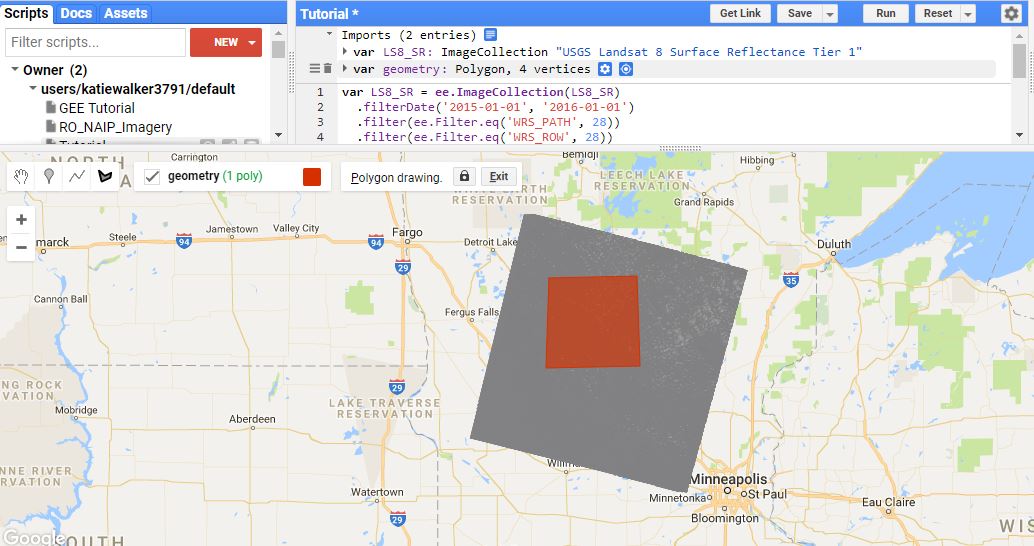 Scripts Docs Assets
Filter scripts... NEW
Owner (2)
users/katiewalker3791/default
GEE Tutorial
RO_NAIP_Imagery
Tutorial *
Get Link Save Run Reset
Imports (2 entries)
var LS8_SR: ImageCollection "USGS Landsat 8 Surface Reflectance Tier 1"
var geometry: Polygon, 4 vertices
1 var LS8_SR = ee.ImageCollection(LS8_SR)
2 .filterDate('2015-01-01', '2016-01-01')
3 .filter(ee.Filter.eq('WRS_PATH', 28))
4 .filter(ee.Filter.eq('WRS_ROW', 28))
geometry (1 poly)
Polygon drawing. Exit
+
−
NORTH
Carrington
Bemidji
Hibbing
LEECH LAKE
RESERVATION
EARTH
RESERVATION
Grand Rapids
Steele
Jamestown
Valley City
94
94
Fargo
29
Detroit Lake
Duluth
35
Cannon Ball
Fergus Falls
29
LAKE TRAVERSE
RESERVATION
NG ROCK
VATION
Mobridge
Aberdeen
NNE RIVER
RVATION
Watertown
29
Minneapolis
Minnetonka
St Paul
Bloomington
Eau Claire
WIS
Google
OUTH